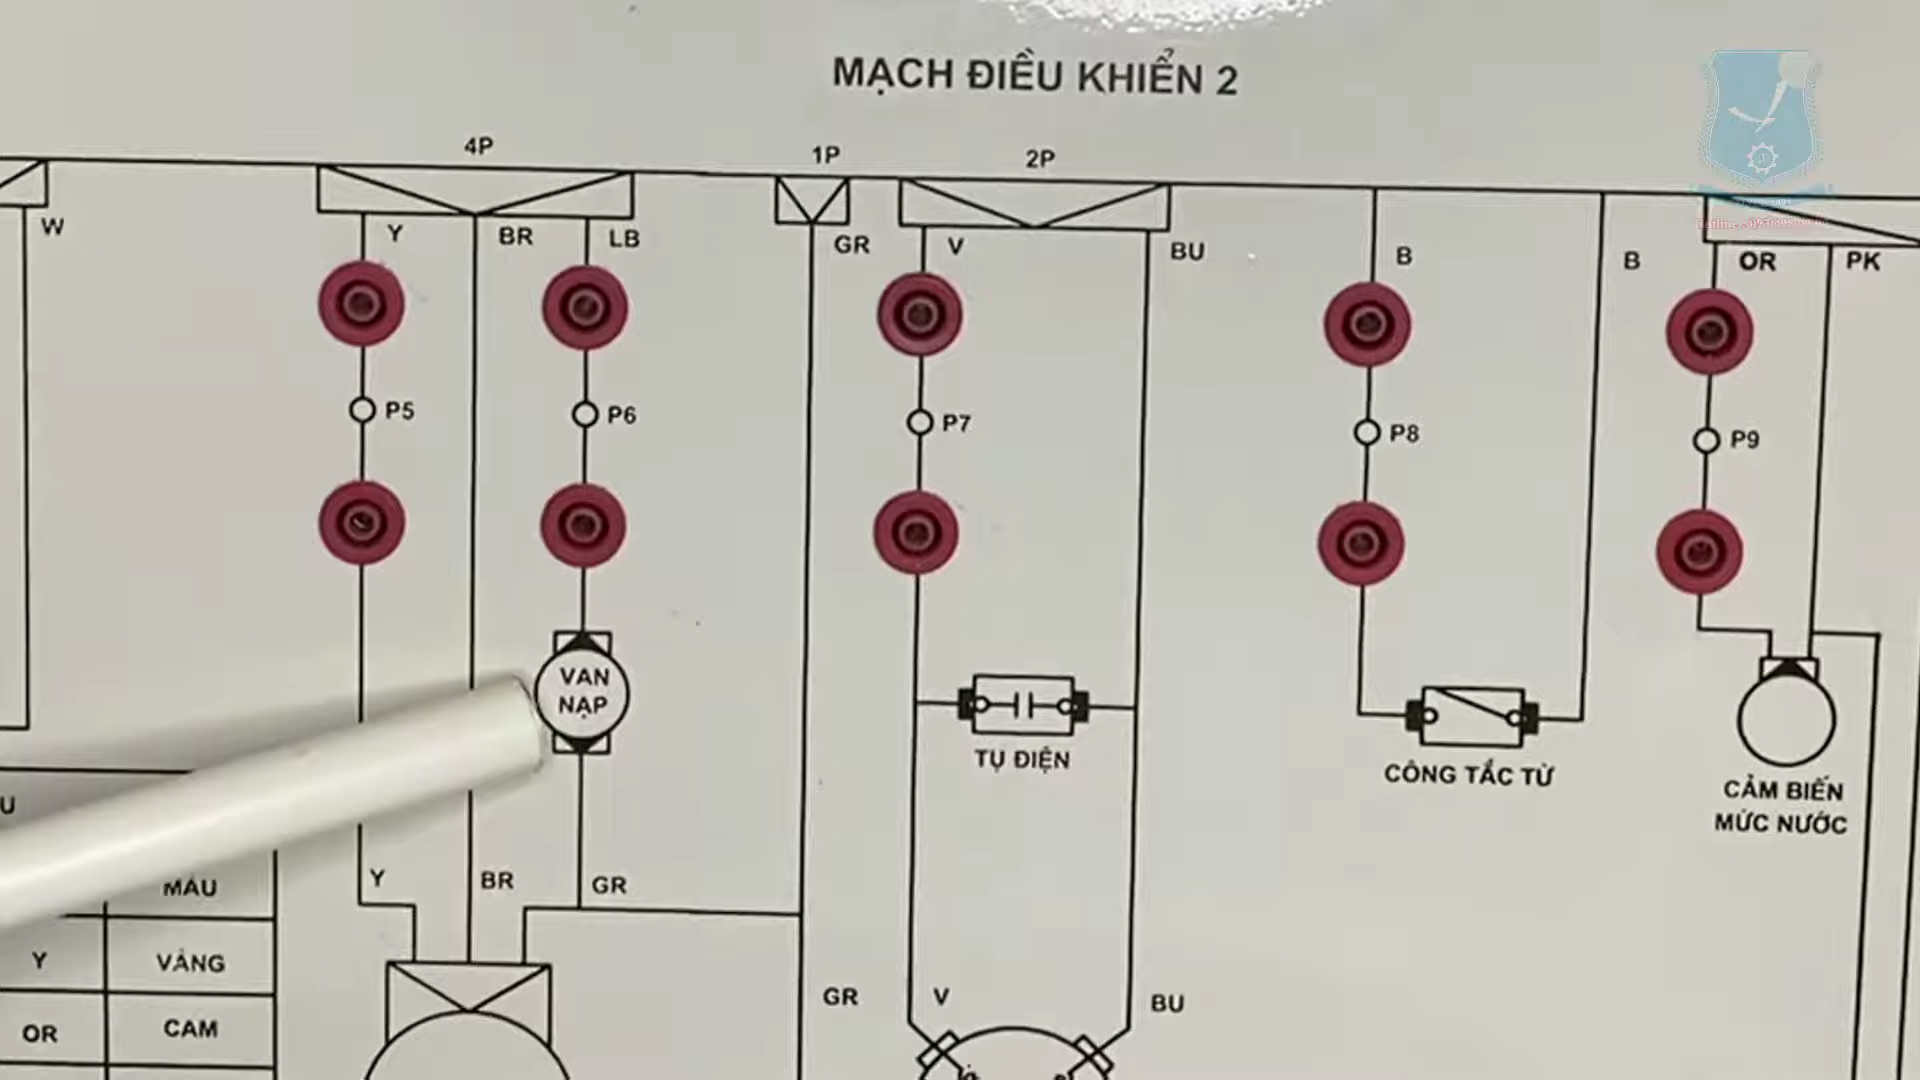 MẠCH ĐIỀU KHIỂN 2
4P
1P
2P
W
Y
BR
LB
GR
V
BU
B
B
OR
PK
P5
P6
P7
P8
P9
VAN
NẠP
TỤ ĐIỆN
CÔNG TẮC TỪ
CẢM BIẾN
MỨC NƯỚC
U
MÀU
Y
BR
GR
Y
VÀNG
GR
V
BU
OR
CAM